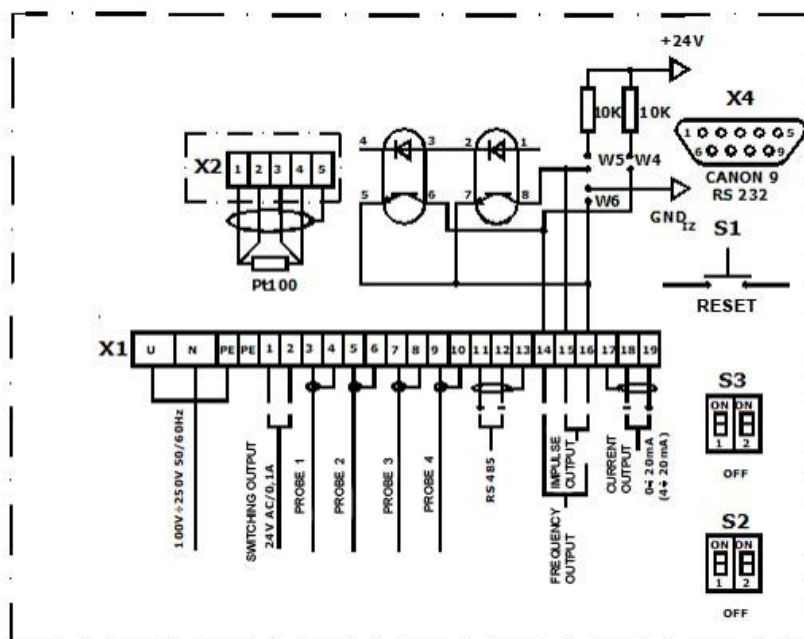 +24V
10K 10K
X4
1 5
6 9
CANON 9
RS 232
X2
1 2 3 4 5
Pt100
4 3 2 1
5 6 7 8
W5 W4
W6
GND IZ
S1
RESET
X1
U N PE PE 1 2 3 4 5 6 7 8 9 10 11 12 13 14 15 16 17 18 19
100V÷250V 50/60Hz
SWITCHING OUTPUT
24V AC/0,1A
PROBE 1
PROBE 2
PROBE 3
PROBE 4
RS 485
FREQUENCY
OUTPUT
IMPULSE
OUTPUT
CURRENT
OUTPUT
0÷20mA
(4÷20mA)
S3
ON ON
1 2
OFF
S2
ON ON
1 2
OFF